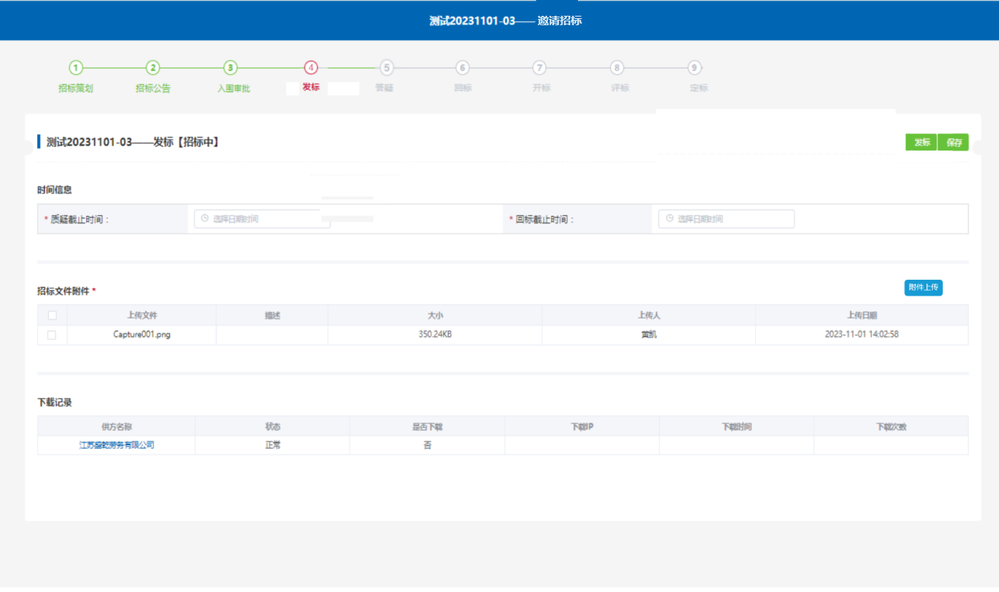 测试20231101-03—— 邀请招标
1 2 3 4 5 6 7 8 9
招标策划 招标公告 入围审批 发标 答疑 回标 开标 评标 定标
测试20231101-03——发标【招标中】 发标 保存
时间信息
* 质疑截止时间： 选择日期时间 * 回标截止时间： 选择日期时间
招标文件附件 * 附件上传
上传文件 描述 大小 上传人 上传日期
Capture001.png 350.24KB 黄凯 2023-11-01 14:02:58
下载记录
供方名称 状态 是否下载 下载IP 下载时间 下载次数
江苏盛乾劳务有限公司 正常 否